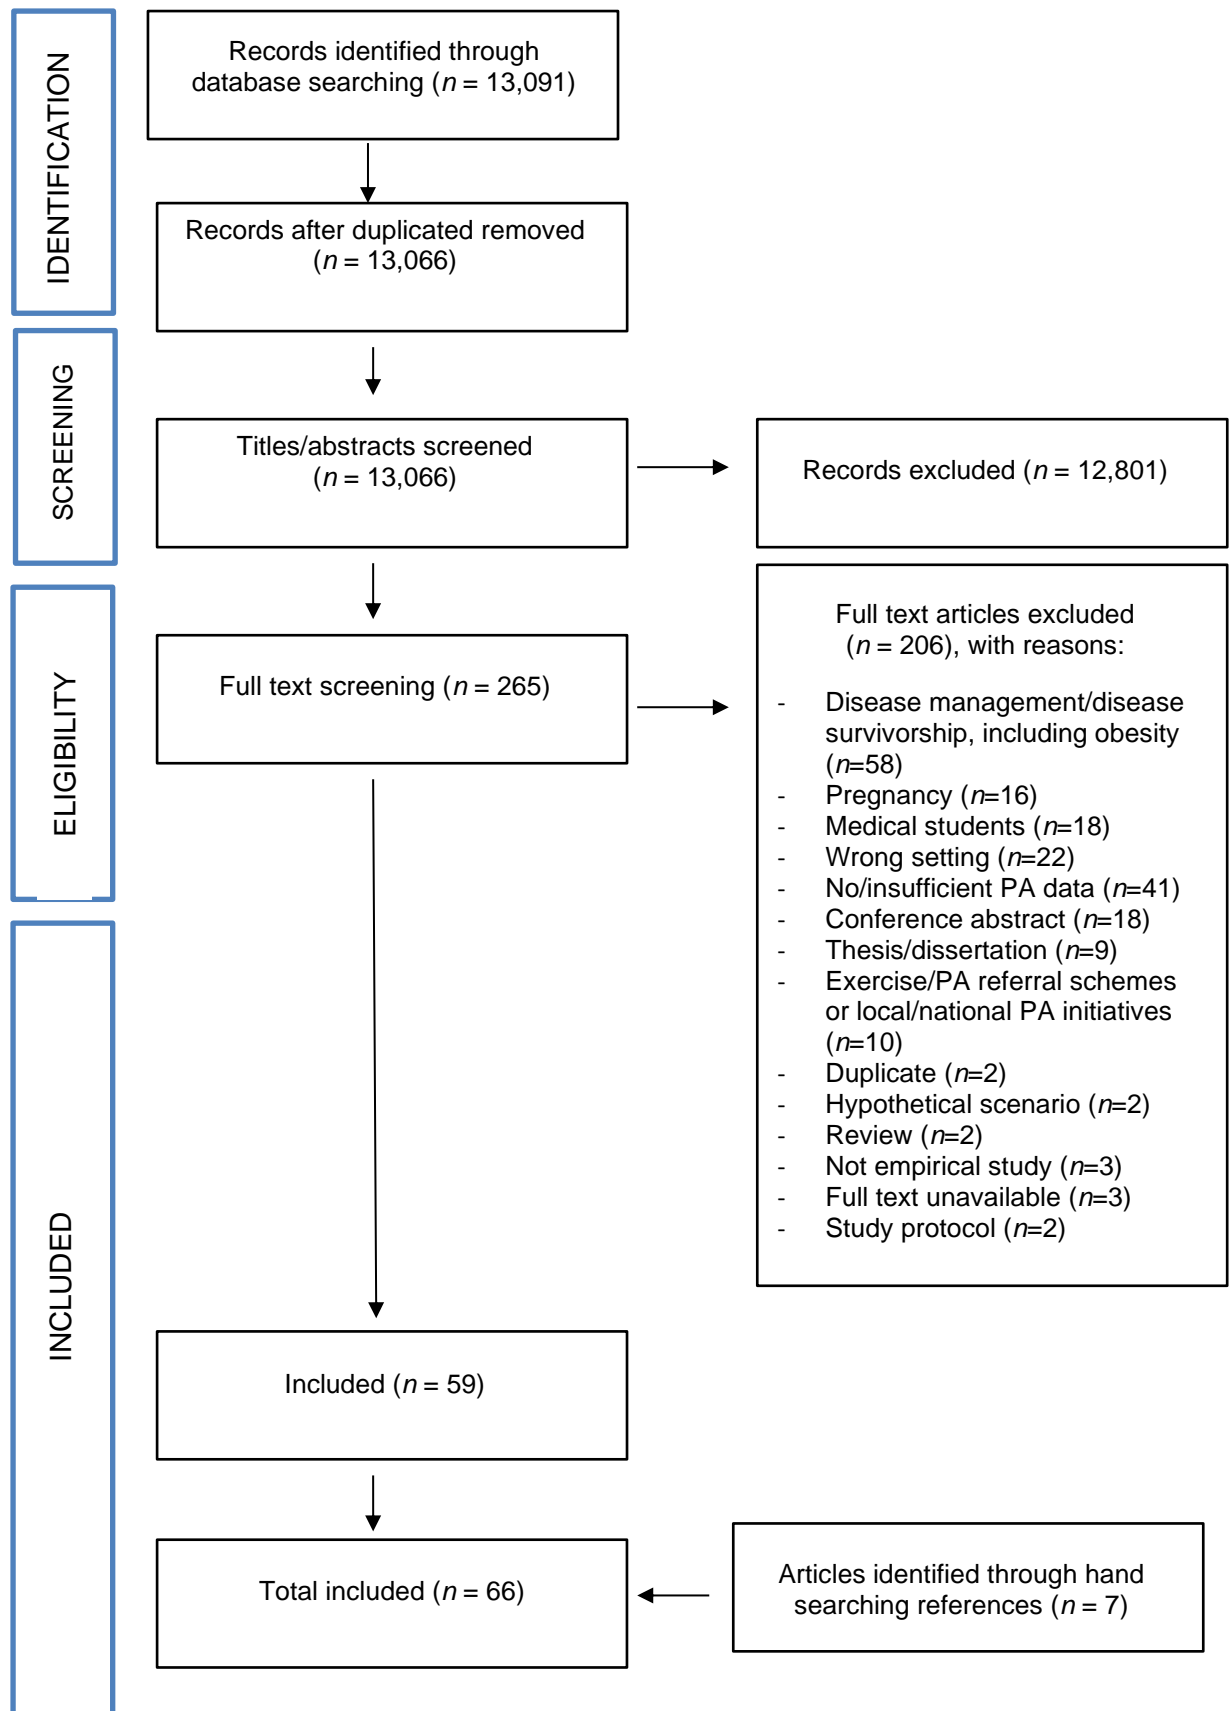 IDENTIFICATION
Records identified through
database searching (n = 13,091)
Records after duplicated removed
(n = 13,066)
SCREENING
Titles/abstracts screened
(n = 13,066)
Records excluded (n = 12,801)
ELIGIBILITY
Full text screening (n = 265)
Full text articles excluded
(n = 206), with reasons:
- Disease management/disease
survivorship, including obesity
(n=58)
- Pregnancy (n=16)
- Medical students (n=18)
- Wrong setting (n=22)
- No/insufficient PA data (n=41)
- Conference abstract (n=18)
- Thesis/dissertation (n=9)
- Exercise/PA referral schemes
or local/national PA initiatives
(n=10)
- Duplicate (n=2)
- Hypothetical scenario (n=2)
- Review (n=2)
- Not empirical study (n=3)
- Full text unavailable (n=3)
- Study protocol (n=2)
INCLUDED
Included (n = 59)
Total included (n = 66)
Articles identified through hand
searching references (n = 7)